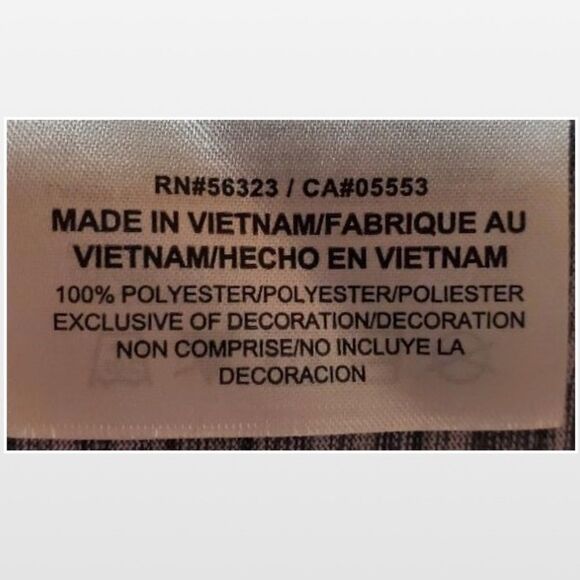 RN#56323 / CA#05553
MADE IN VIETNAM/FABRIQUE AU
VIETNAM/HECHO EN VIETNAM
100% POLYESTER/POLYESTER/POLIESTER
EXCLUSIVE OF DECORATION/DECORATION
NON COMPRISE/NO INCLUYE LA
DECORACION